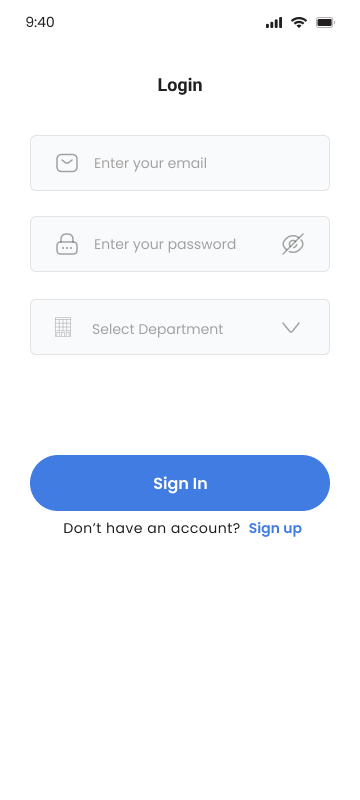 9:40
Login
Enter your email
Enter your password
Select Department
Sign In
Don’t have an account? Sign up